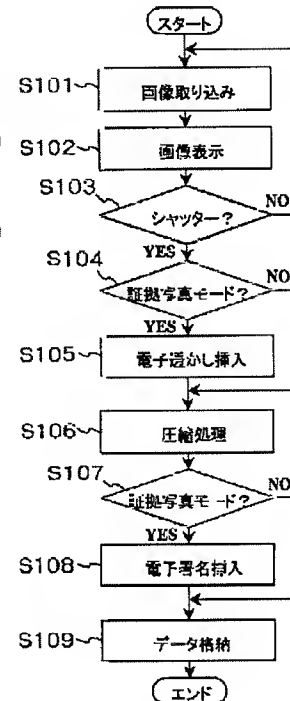 スタート
S101
画像取り込み
S102
画像表示
S103
シャッター?
NO
YES
S104
証拠写真モード?
NO
YES
S105
電子透かし挿入
S106
圧縮処理
S107
証拠写真モード?
NO
YES
S108
電子署名挿入
S109
データ格納
エンド